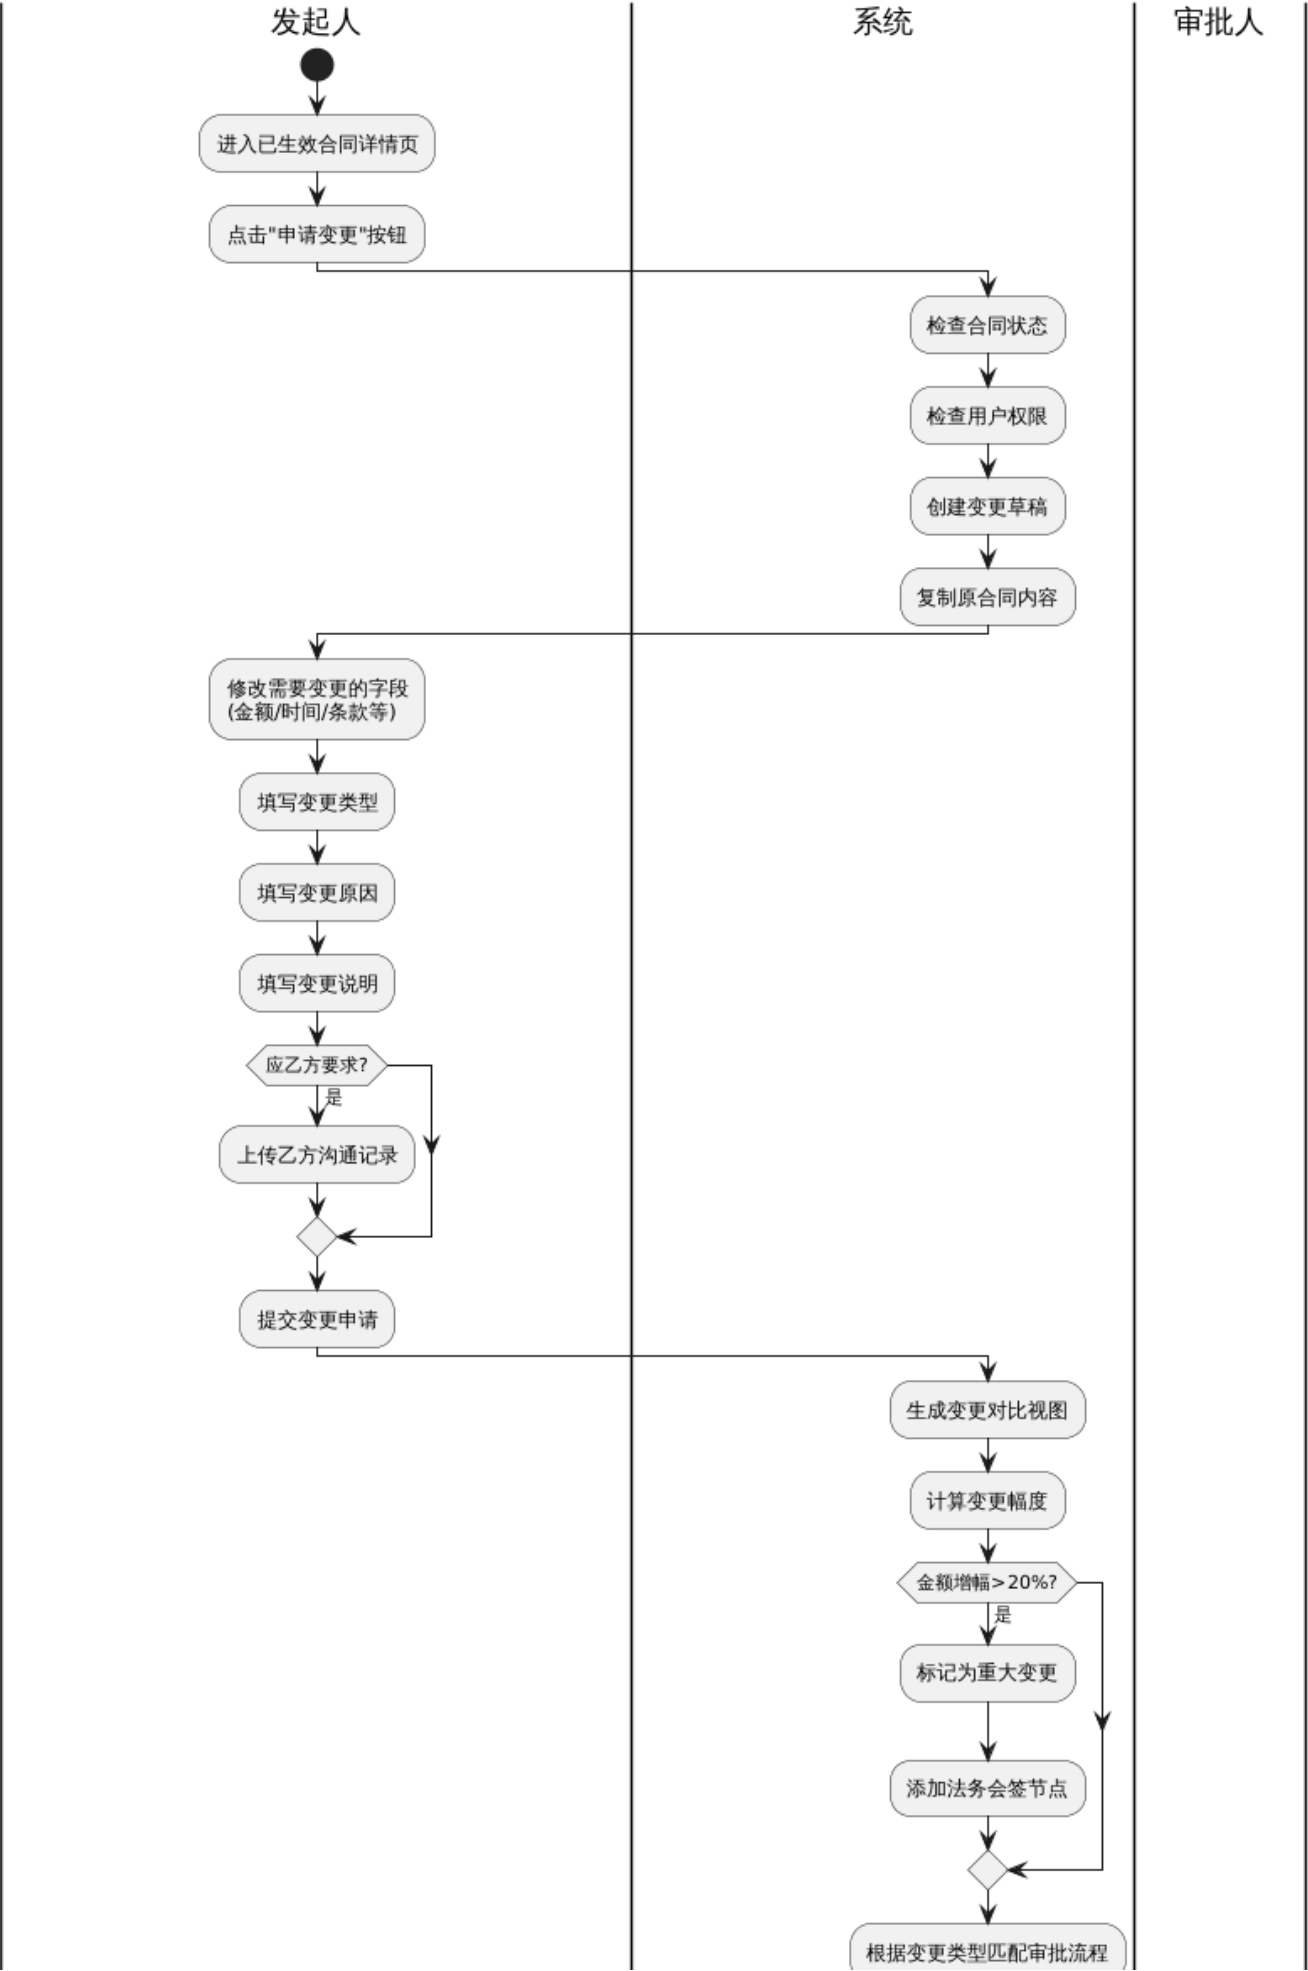 发起人
系统
审批人
进入已生效合同详情页
点击"申请变更"按钮
检查合同状态
检查用户权限
创建变更草稿
复制原合同内容
修改需要变更的字段
(金额/时间/条款等)
填写变更类型
填写变更原因
填写变更说明
应乙方要求?
是
上传乙方沟通记录
提交变更申请
生成变更对比视图
计算变更幅度
金额增幅>20%?
是
标记为重大变更
添加法务会签节点
根据变更类型匹配审批流程